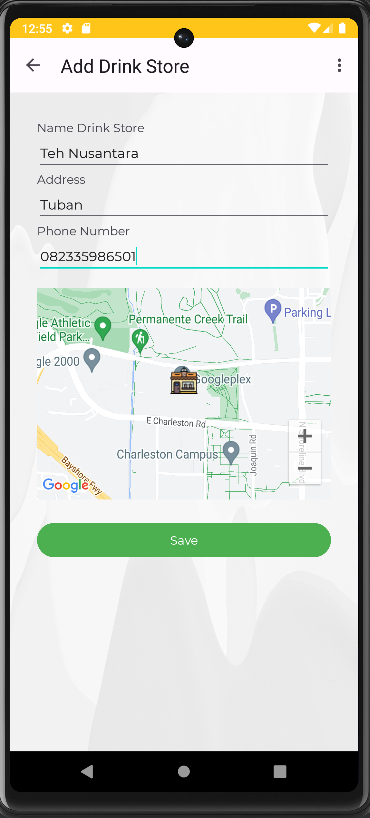 12:55
Add Drink Store
Name Drink Store
Teh Nusantara
Address
Tuban
Phone Number
082335986501
Permanente Creek Trail
Parking L
gle Athletic
ield Park...
gle 2000
Googleplex
E Charleston Rd
Charleston Campus
Joaquin Rd
Bayshore Fwy
Google
Save